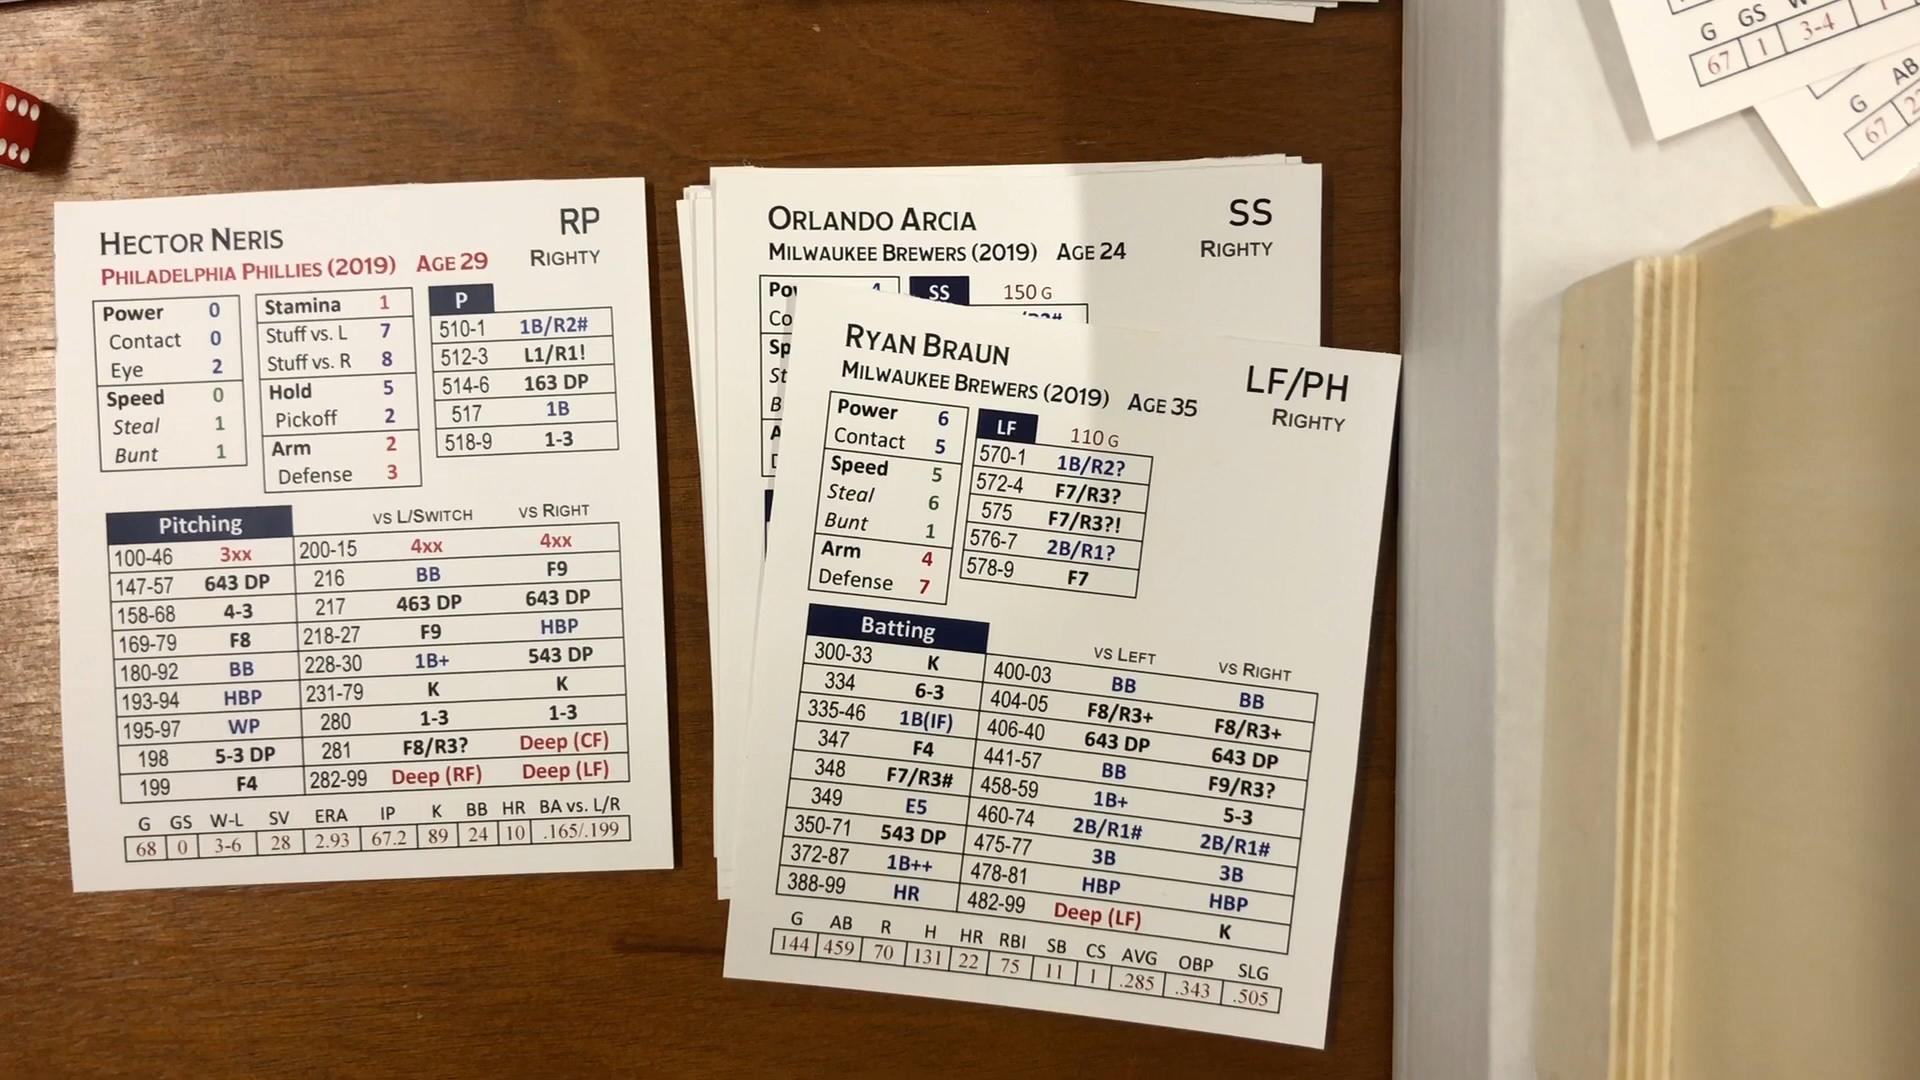 G GS
67 1 3-4
G AB
67
HECTOR NERIS RP
PHILADELPHIA PHILLIES (2019) AGE 29 RIGHTY
Power 0
Contact 0
Eye 2
Speed 0
Steal 1
Bunt 1
Stamina 1
Stuff vs. L 7
Stuff vs. R 8
Hold 5
Pickoff 2
Arm 2
Defense 3
P
510-1 1B/R2#
512-3 L1/R1!
514-6 163 DP
517 1B
518-9 1-3
Pitching VS L/SWITCH VS RIGHT
100-46 3xx 200-15 4xx 4xx
147-57 643 DP 216 BB F9
158-68 4-3 217 463 DP 643 DP
169-79 F8 218-27 F9 HBP
180-92 BB 228-30 1B+ 543 DP
193-94 HBP 231-79 K K
195-97 WP 280 1-3 1-3
198 5-3 DP 281 F8/R3? Deep (CF)
199 F4 282-99 Deep (RF) Deep (LF)
G GS W-L SV ERA IP K BB HR BA vs. L/R
68 0 3-6 28 2.93 67.2 89 24 10 .165/.199
ORLANDO ARCIA SS
MILWAUKEE BREWERS (2019) AGE 24 RIGHTY
SS 150 G
RYAN BRAUN LF/PH
MILWAUKEE BREWERS (2019) AGE 35 RIGHTY
Power 6
Contact 5
Speed 5
Steal 6
Bunt 1
Arm 4
Defense 7
LF 110 G
570-1 1B/R2?
572-4 F7/R3?
575 F7/R3?!
576-7 2B/R1?
578-9 F7
Batting VS LEFT VS RIGHT
300-33 K 400-03 BB BB
334 6-3 404-05 F8/R3+ F8/R3+
335-46 1B(IF) 406-40 643 DP 643 DP
347 F4 441-57 BB F9/R3?
348 F7/R3# 458-59 1B+ 5-3
349 E5 460-74 2B/R1# 2B/R1#
350-71 543 DP 475-77 3B 3B
372-87 1B++ 478-81 HBP HBP
388-99 HR 482-99 Deep (LF) K
G AB R H HR RBI SB CS AVG OBP SLG
144 459 70 131 22 75 11 1 .285 .343 .505